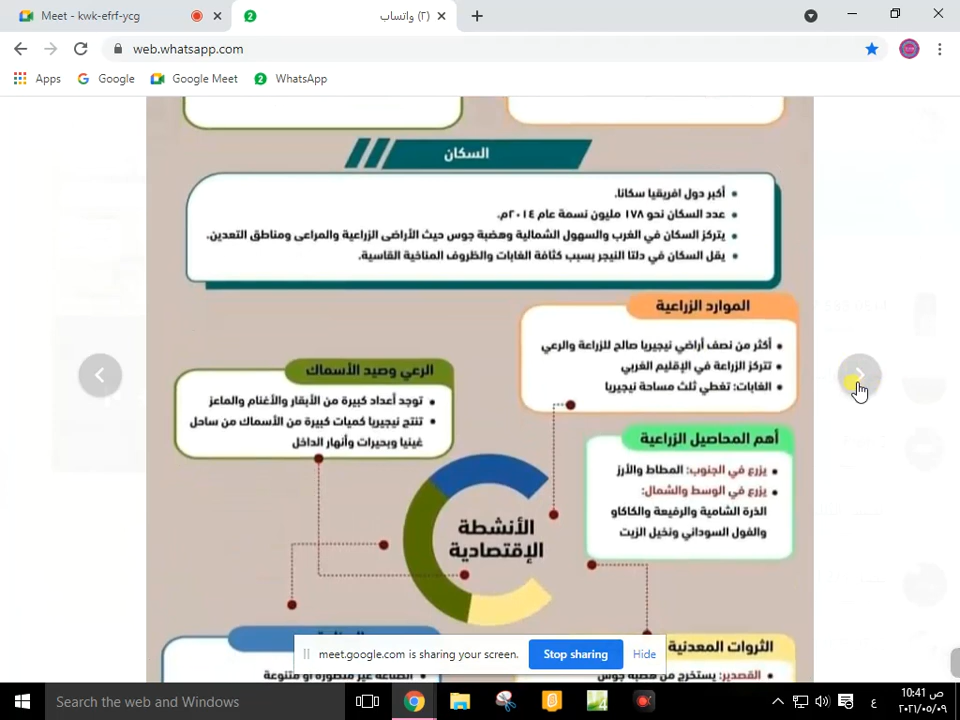 Meet - kwk-efrf-ycg
(٢) واتساب
web.whatsapp.com
Apps
Google
Google Meet
WhatsApp
السكان
أكبر دول افريقيا سكانا.
عدد السكان نحو ١٧٨ مليون نسمة عام ٢٠١٤م.
يتركز السكان في الغرب والسهول الشمالية وهضبة جوس حيث الأراضى الزراعية والمراعى ومناطق التعدين.
يقل السكان في دلتا النيجر بسبب كثافة الغابات والظروف المناخية القاسية.
الموارد الزراعية
أكثر من نصف أراضي نيجيريا صالح للزراعة والرعي
تتركز الزراعة في الإقليم الغربي
الغابات: تغطي ثلث مساحة نيجيريا
الرعي وصيد الأسماك
توجد أعداد كبيرة من الأبقار والأغنام والماعز
تنتج نيجيريا كميات كبيرة من الأسماك من ساحل
غينيا وبحيرات وأنهار الداخل
أهم المحاصيل الزراعية
يزرع في الجنوب: المطاط والأرز
يزرع في الوسط والشمال:
الذرة الشامية والرفيعة والكاكاو
والفول السوداني ونخيل الزيت
الأنشطة
الإقتصادية
الثروات المعدنية
القصدير: يستخرج من هضبة جوس
الصناعة غير متطورة او متنوعة
meet.google.com is sharing your screen.
Stop sharing
Hide
Search the web and Windows
ع
10:41 ص
٢٠٢١/٠٥/٠٩